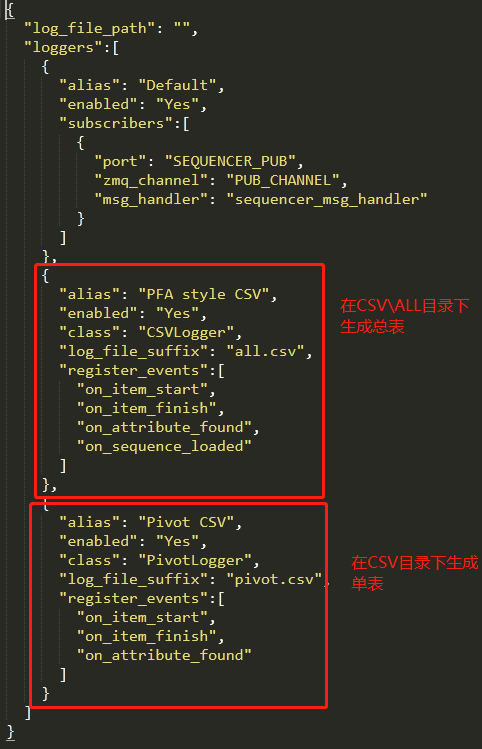 {
"log_file_path": "",
"loggers":[
{
"alias": "Default",
"enabled": "Yes",
"subscribers":[
{
"port": "SEQUENCER_PUB",
"zmq_channel": "PUB_CHANNEL",
"msg_handler": "sequencer_msg_handler"
}
]
},
{
"alias": "PFA style CSV",
"enabled": "Yes",
"class": "CSVLogger",
"log_file_suffix": "all.csv",
"register_events":[
"on_item_start",
"on_item_finish",
"on_attribute_found",
"on_sequence_loaded"
]
},
在CSV\ALL目录下
生成总表
{
"alias": "Pivot CSV",
"enabled": "Yes",
"class": "PivotLogger",
"log_file_suffix": "pivot.csv",
"register_events":[
"on_item_start",
"on_item_finish",
"on_attribute_found"
]
}
在CSV目录下生成
单表
]
}